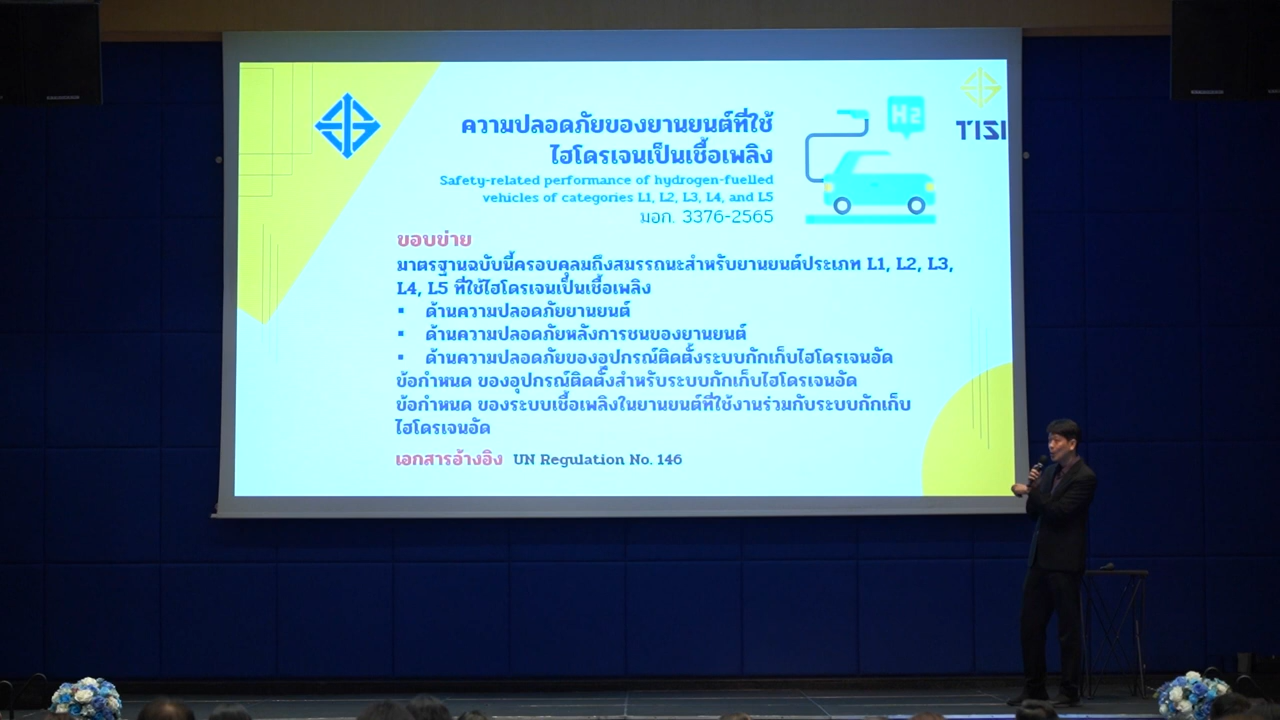 H2
TISI
ความปลอดภัยของยานยนต์ที่ใช้
ไฮโดรเจนเป็นเชื้อเพลิง
Safety-related performance of hydrogen-fuelled
vehicles of categories L1, L2, L3, L4, and L5
มอก. 3376-2565
ขอบข่าย
มาตรฐานฉบับนี้ครอบคุลมถึงสมรรถนะสำหรับยานยนต์ประเภท L1, L2, L3,
L4, L5 ที่ใช้ไฮโดรเจนเป็นเชื้อเพลิง
▪ ด้านความปลอดภัยยานยนต์
▪ ด้านความปลอดภัยหลังการชนของยานยนต์
▪ ด้านความปลอดภัยของอุปกรณ์ติดตั้งระบบกักเก็บไฮโดรเจนอัด
ข้อกำหนด ของอุปกรณ์ติดตั้งสำหรับระบบกักเก็บไฮโดรเจนอัด
ข้อกำหนด ของระบบเชื้อเพลิงในยานยนต์ที่ใช้งานร่วมกับระบบกักเก็บ
ไฮโดรเจนอัด
เอกสารอ้างอิง UN Regulation No. 146